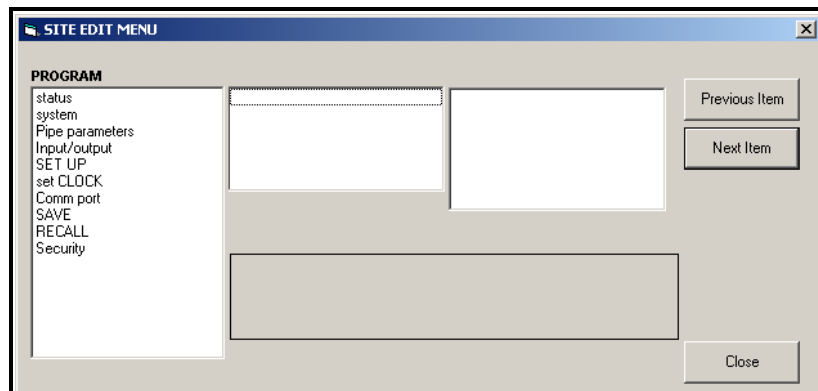 SITE EDIT MENU
PROGRAM
status
system
Pipe parameters
Input/output
SET UP
set CLOCK
Comm port
SAVE
RECALL
Security
Previous Item
Next Item
Close